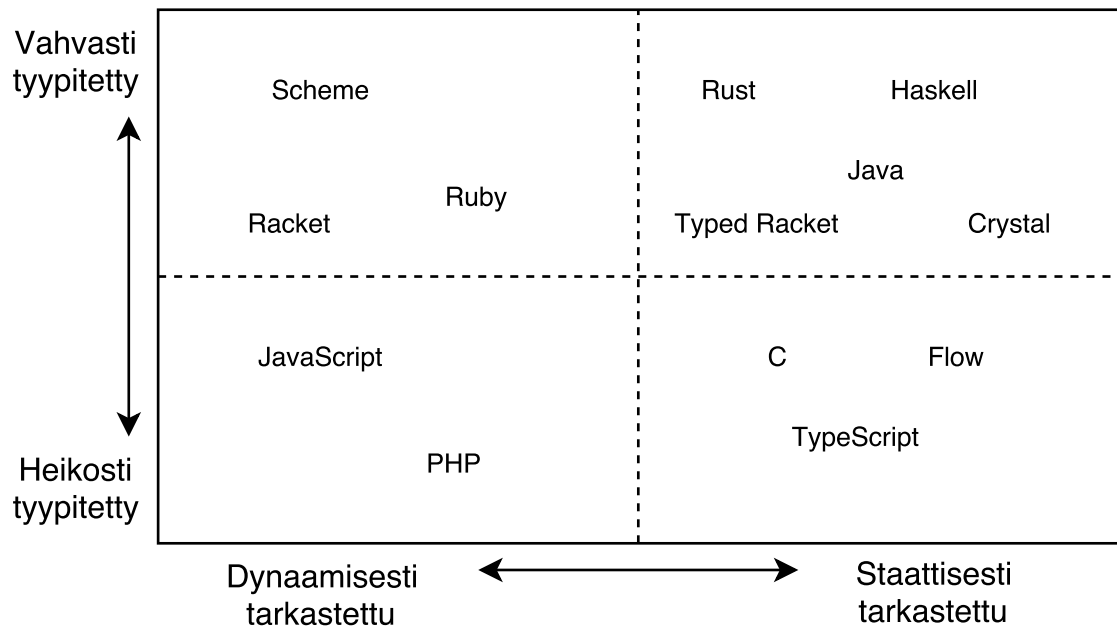 Vahvasti
tyypitetty
Scheme
Rust
Haskell
Java
Ruby
Racket
Typed Racket
Crystal
JavaScript
C
Flow
TypeScript
PHP
Heikosti
tyypitetty
Dynaamisesti
tarkastettu
Staattisesti
tarkastettu